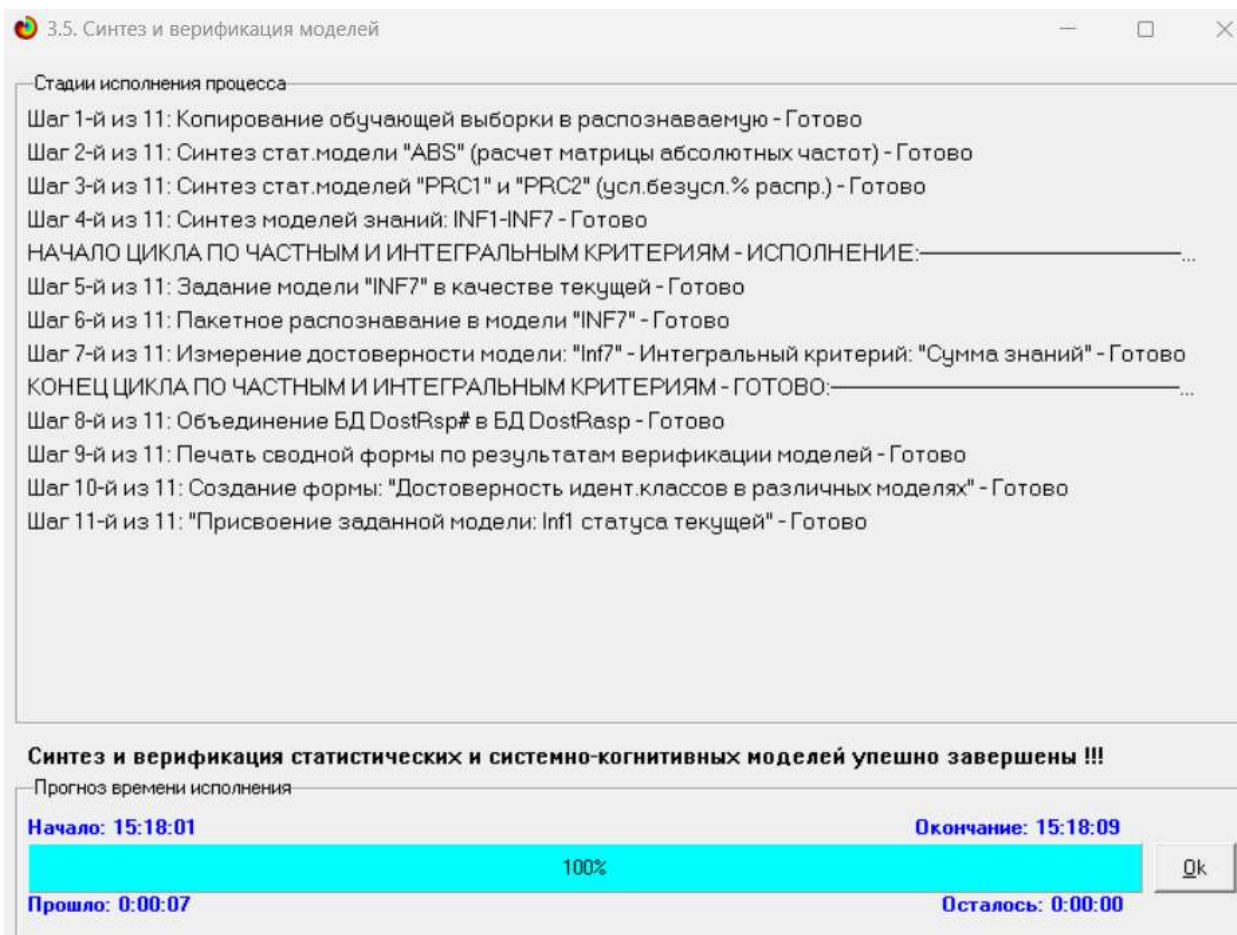 3.5. Синтез и верификация моделей
Стадии исполнения процесса
Шаг 1-й из 11: Копирование обучающей выборки в распознаваемую - Готово
Шаг 2-й из 11: Синтез стат.модели "ABS" (расчет матрицы абсолютных частот) - Готово
Шаг 3-й из 11: Синтез стат.моделей "PRC1" и "PRC2" (усл.безусл.% распр.) - Готово
Шаг 4-й из 11: Синтез моделей знаний: INF1-INF7 - Готово
НАЧАЛО ЦИКЛА ПО ЧАСТНЫМ И ИНТЕГРАЛЬНЫМ КРИТЕРИЯМ - ИСПОЛНЕНИЕ:————————————...
Шаг 5-й из 11: Задание модели "INF7" в качестве текущей - Готово
Шаг 6-й из 11: Пакетное распознавание в модели "INF7" - Готово
Шаг 7-й из 11: Измерение достоверности модели: "Inf7" - Интегральный критерий: "Сумма знаний" - Готово
КОНЕЦ ЦИКЛА ПО ЧАСТНЫМ И ИНТЕГРАЛЬНЫМ КРИТЕРИЯМ - ГОТОВО:————————————...
Шаг 8-й из 11: Объединение БД DostRsp# в БД DostRasp - Готово
Шаг 9-й из 11: Печать сводной формы по результатам верификации моделей - Готово
Шаг 10-й из 11: Создание формы: "Достоверность идент.классов в различных моделях" - Готово
Шаг 11-й из 11: "Присвоение заданной модели: Inf1 статуса текущей" - Готово
Синтез и верификация статистических и системно-когнитивных моделей упешно завершены !!!
Прогноз времени исполнения
Начало: 15:18:01 Окончание: 15:18:09
100% Ok
Прошло: 0:00:07 Осталось: 0:00:00